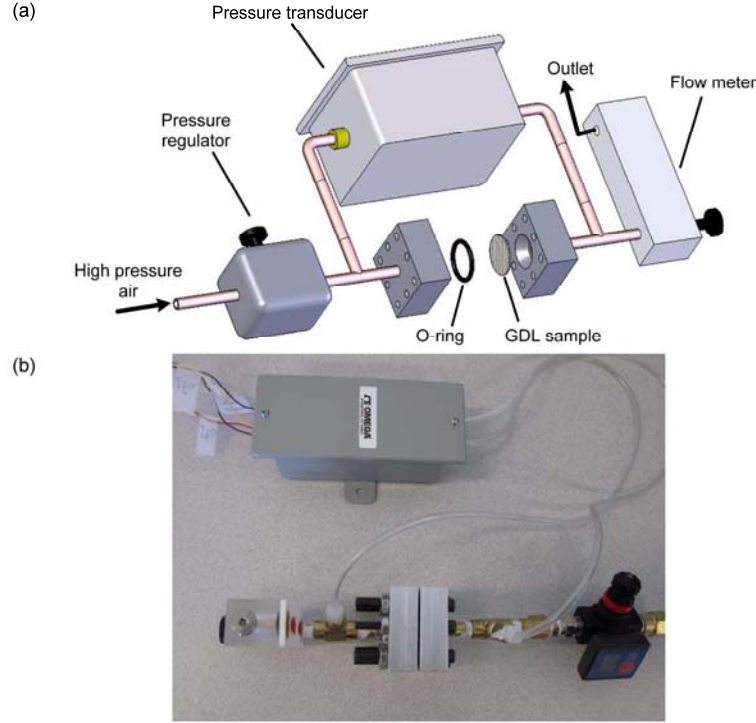 (a)
Pressure transducer
Outlet
Flow meter
Pressure
regulator
High pressure
air
O-ring
GDL sample
(b)
OMEGA